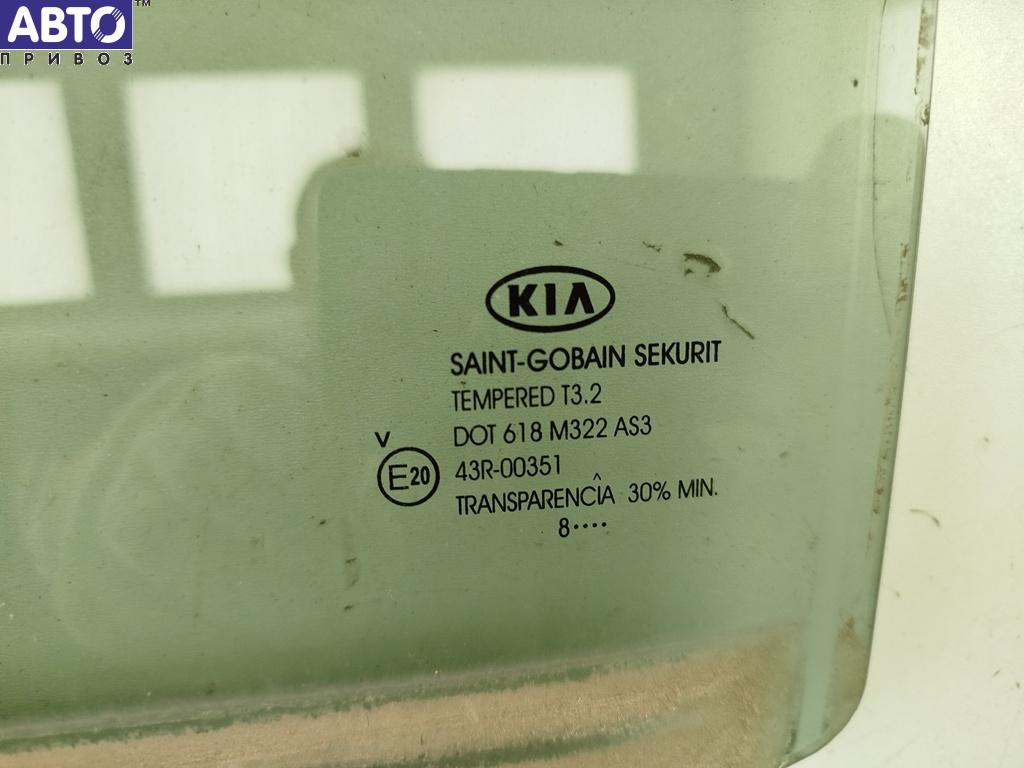 АВТО™
ПРИВОЗ
KIA
SAINT-GOBAIN SEKURIT
TEMPERED T3.2
DOT 618 M322 AS3
V
E20 43R-00351
TRANSPARENCÎA 30% MIN.
8····